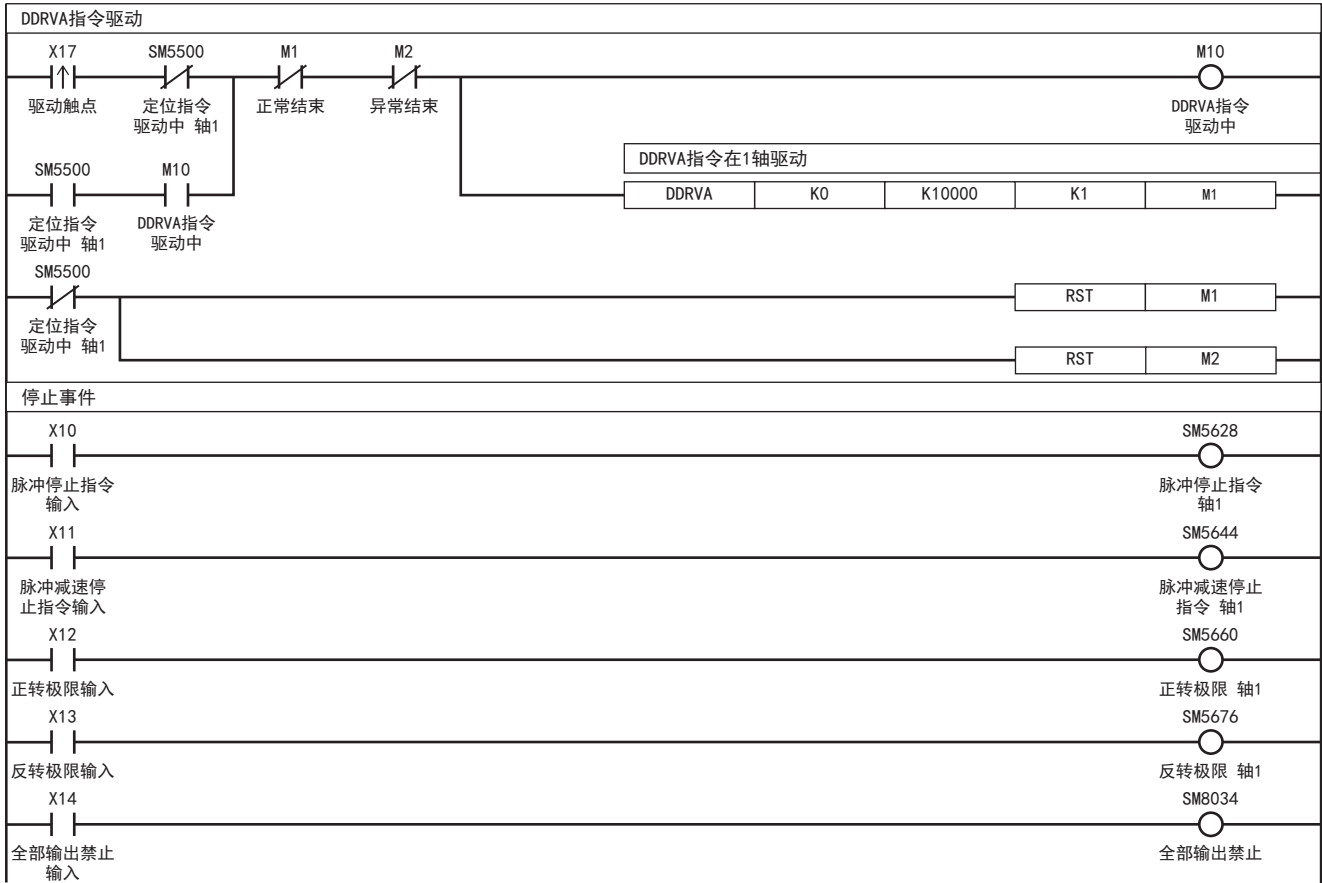 DDRVA指令驱动
X17 SM5500 M1 M2 M10
驱动触点 定位指令 正常结束 异常结束 DDRVA指令
驱动中 轴1 驱动中
DDRVA指令在1轴驱动
SM5500 M10
DDRVA K0 K10000 K1 M1
定位指令 DDRVA指令
驱动中 轴1 驱动中
SM5500
RST M1
定位指令
驱动中 轴1
RST M2
停止事件
X10 SM5628
脉冲停止指令 脉冲停止指令
输入 轴1
X11 SM5644
脉冲减速停 脉冲减速停止
止指令输入 指令 轴1
X12 SM5660
正转极限输入 正转极限 轴1
X13 SM5676
反转极限输入 反转极限 轴1
X14 SM8034
全部输出禁止 全部输出禁止
输入